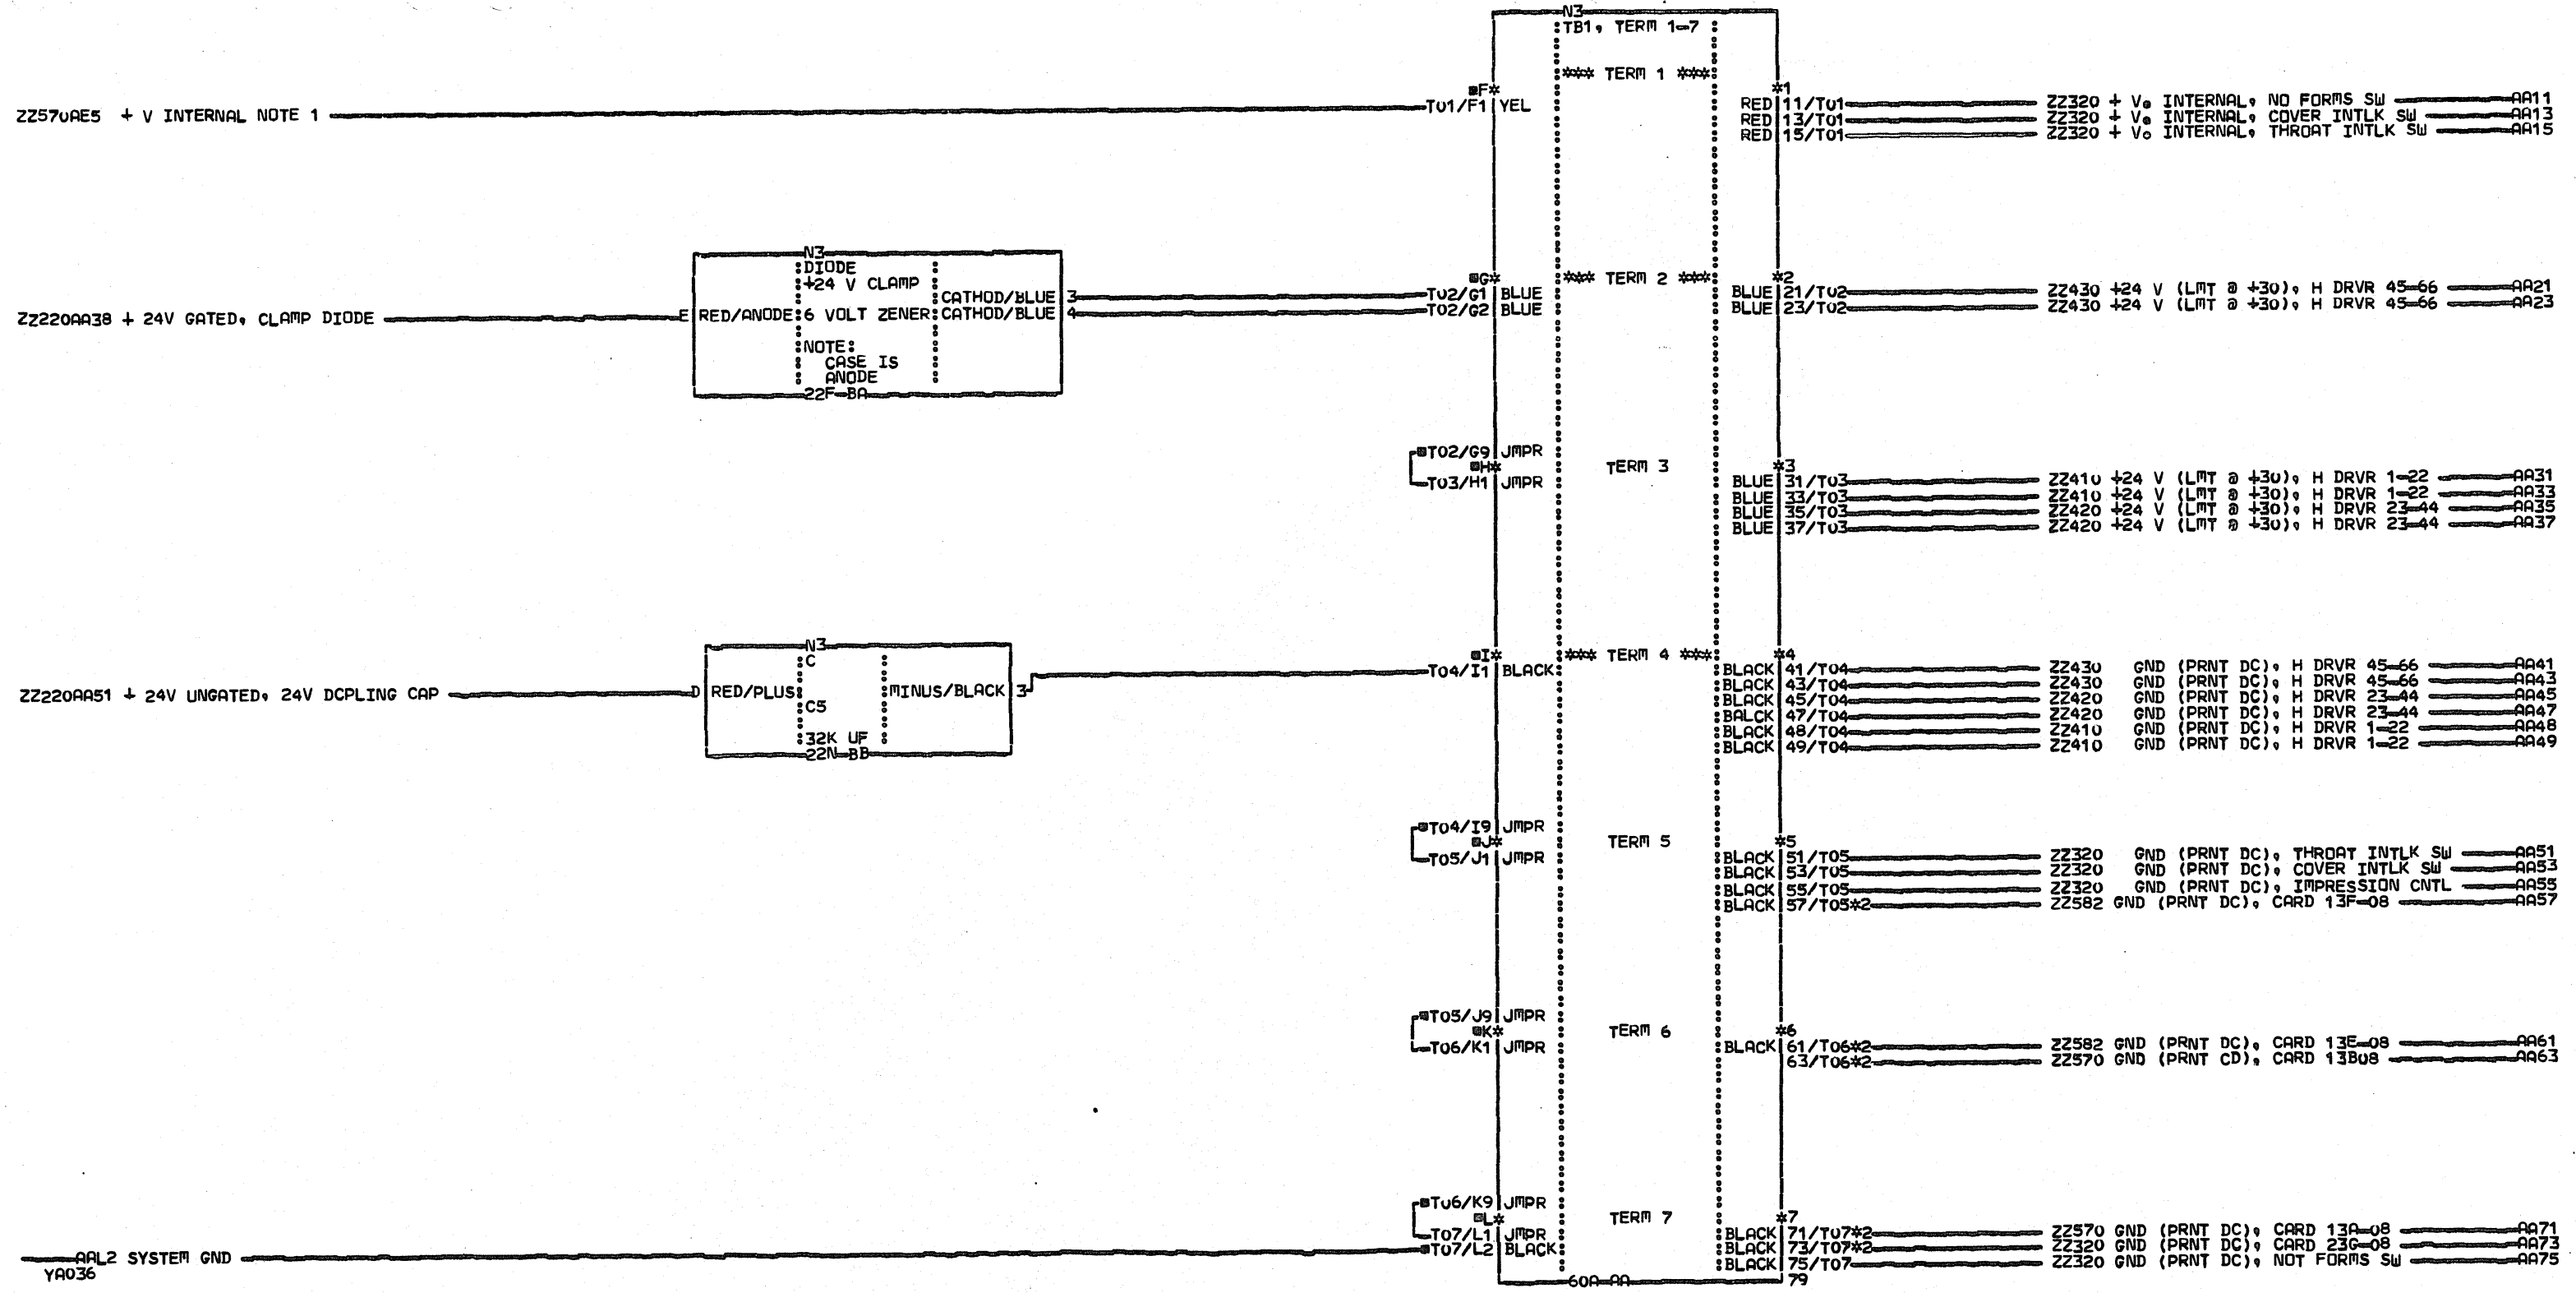 N3
TB1, TERM 1-7
*** TERM 1 ***
F* *1
ZZ570AE5 + V INTERNAL NOTE 1 T01/F1 YEL RED 11/T01 ZZ320 + V. INTERNAL, NO FORMS SW AA11
RED 13/T01 ZZ320 + V. INTERNAL, COVER INTLK SW AA13
RED 15/T01 ZZ320 + V. INTERNAL, THROAT INTLK SW AA15
N3
DIODE
+24 V CLAMP
G* *** TERM 2 *** *2
CATHOD/BLUE 3 T02/G1 BLUE BLUE 21/T02 ZZ430 +24 V (LMT @ +30), H DRVR 45-66 AA21
ZZ220AA38 + 24V GATED, CLAMP DIODE E RED/ANODE 6 VOLT ZENER CATHOD/BLUE 4 T02/G2 BLUE BLUE 23/T02 ZZ430 +24 V (LMT @ +30), H DRVR 45-66 AA23
NOTE:
CASE IS
ANODE
22F-BA
T02/G9 JMPR
H* TERM 3 *3
T03/H1 JMPR BLUE 31/T03 ZZ410 +24 V (LMT @ +30), H DRVR 1-22 AA31
BLUE 33/T03 ZZ410 +24 V (LMT @ +30), H DRVR 1-22 AA33
BLUE 35/T03 ZZ420 +24 V (LMT @ +30), H DRVR 23-44 AA35
BLUE 37/T03 ZZ420 +24 V (LMT @ +30), H DRVR 23-44 AA37
N3
C
I* *** TERM 4 *** *4
T04/I1 BLACK BLACK 41/T04 ZZ430 GND (PRNT DC), H DRVR 45-66 AA41
BLACK 43/T04 ZZ430 GND (PRNT DC), H DRVR 45-66 AA43
ZZ220AA51 + 24V UNGATED, 24V DCPLING CAP D RED/PLUS MINUS/BLACK 3 BLACK 45/T04 ZZ420 GND (PRNT DC), H DRVR 23-44 AA45
C5 BALCK 47/T04 ZZ420 GND (PRNT DC), H DRVR 23-44 AA47
BLACK 48/T04 ZZ410 GND (PRNT DC), H DRVR 1-22 AA48
32K UF BLACK 49/T04 ZZ410 GND (PRNT DC), H DRVR 1-22 AA49
22N-BB
T04/I9 JMPR
J* TERM 5 *5
T05/J1 JMPR BLACK 51/T05 ZZ320 GND (PRNT DC), THROAT INTLK SW AA51
BLACK 53/T05 ZZ320 GND (PRNT DC), COVER INTLK SW AA53
BLACK 55/T05 ZZ320 GND (PRNT DC), IMPRESSION CNTL AA55
BLACK 57/T05*2 ZZ582 GND (PRNT DC), CARD 13F-08 AA57
T05/J9 JMPR
K* TERM 6 *6
T06/K1 JMPR BLACK 61/T06*2 ZZ582 GND (PRNT DC), CARD 13E-08 AA61
63/T06*2 ZZ570 GND (PRNT CD), CARD 13B08 AA63
T06/K9 JMPR
L* TERM 7 *7
T07/L1 JMPR BLACK 71/T07*2 ZZ570 GND (PRNT DC), CARD 13A-08 AA71
AAL2 SYSTEM GND T07/L2 BLACK BLACK 73/T07*2 ZZ320 GND (PRNT DC), CARD 23G-08 AA73
YA036 BLACK 75/T07 ZZ320 GND (PRNT DC), NOT FORMS SW AA75
60A-AA 79